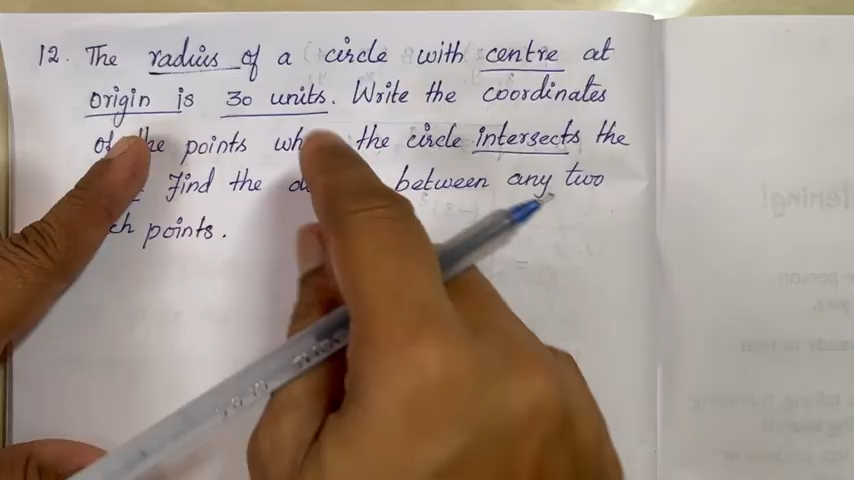 12. The radius of a circle with centre at
origin is 30 units. Write the coordinates
of the points the circle intersects the
Find the between any two
points.